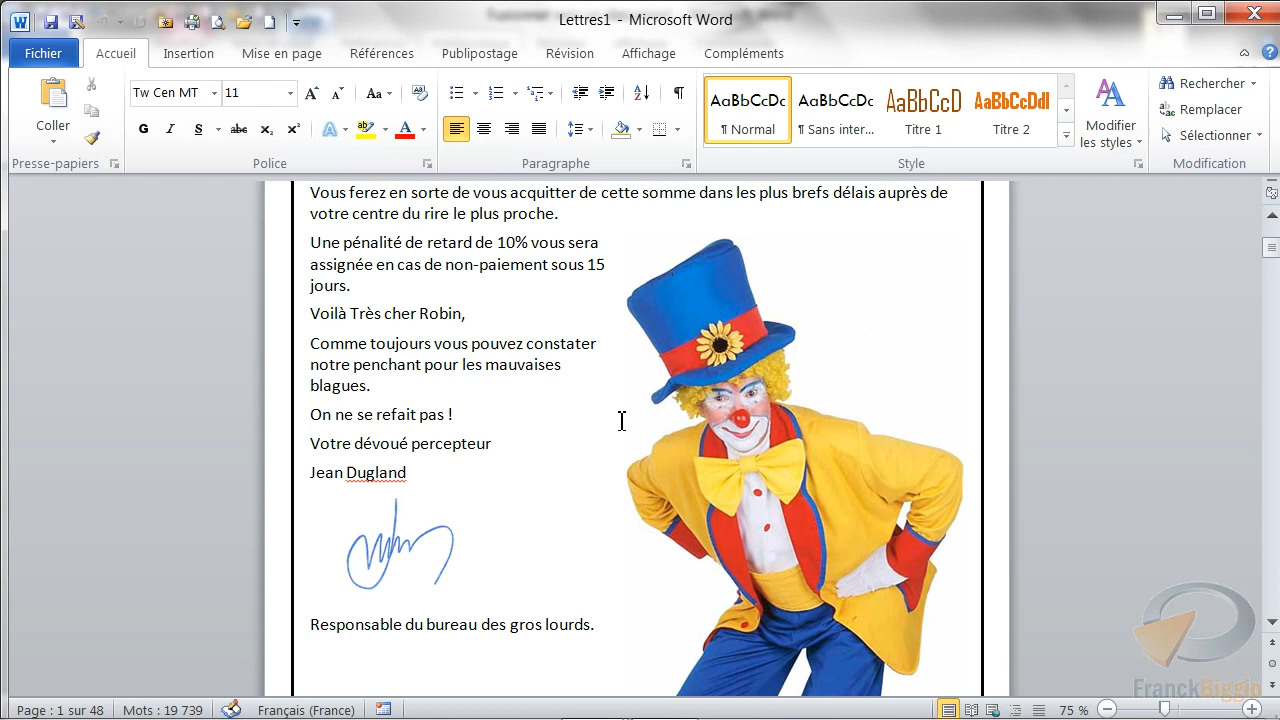 Lettres1 - Microsoft Word
Fichier
Accueil
Insertion
Mise en page
Références
Publipostage
Révision
Affichage
Compléments
Coller
Presse-papiers
Tw Cen MT
11
Aa
G I S abc x₂ x²
A
A
Police
Paragraphe
AaBbCcDc
¶ Normal
AaBbCcDc
¶ Sans inter...
AaBbCcD
Titre 1
AaBbCcDdI
Titre 2
Modifier
les styles
Style
Rechercher
Remplacer
Sélectionner
Modification
Vous ferez en sorte de vous acquitter de cette somme dans les plus brefs délais auprès de
votre centre du rire le plus proche.
Une pénalité de retard de 10% vous sera
assignée en cas de non-paiement sous 15
jours.
Voilà Très cher Robin,
Comme toujours vous pouvez constater
notre penchant pour les mauvaises
blagues.
On ne se refait pas !
Votre dévoué percepteur
Jean Dugland
Responsable du bureau des gros lourds.
FranckBiggio
Page : 1 sur 48
Mots : 19 739
Français (France)
75 %